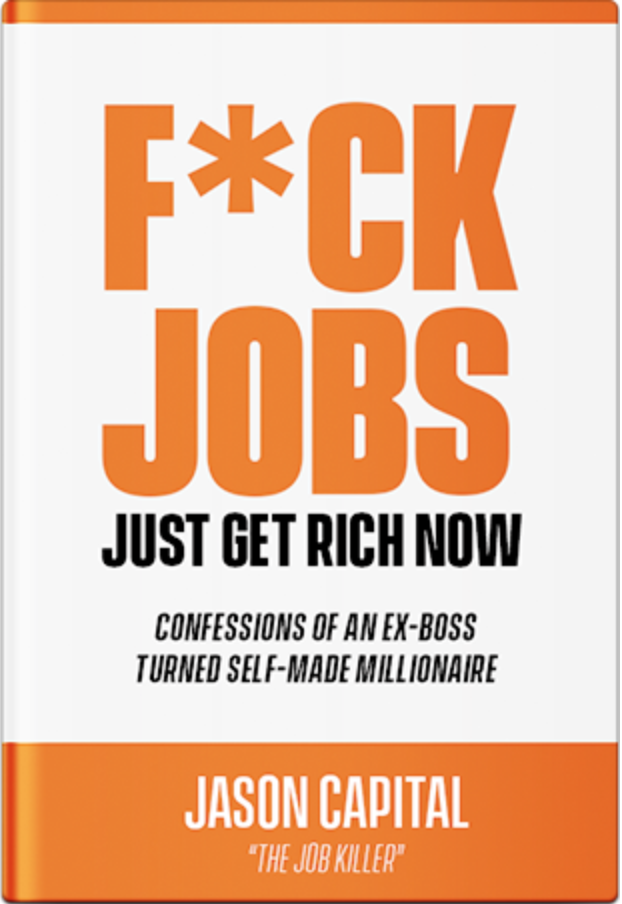 F*CK
JOBS
JUST GET RICH NOW
CONFESSIONS OF AN EX-BOSS
TURNED SELF-MADE MILLIONAIRE
JASON CAPITAL
"THE JOB KILLER"